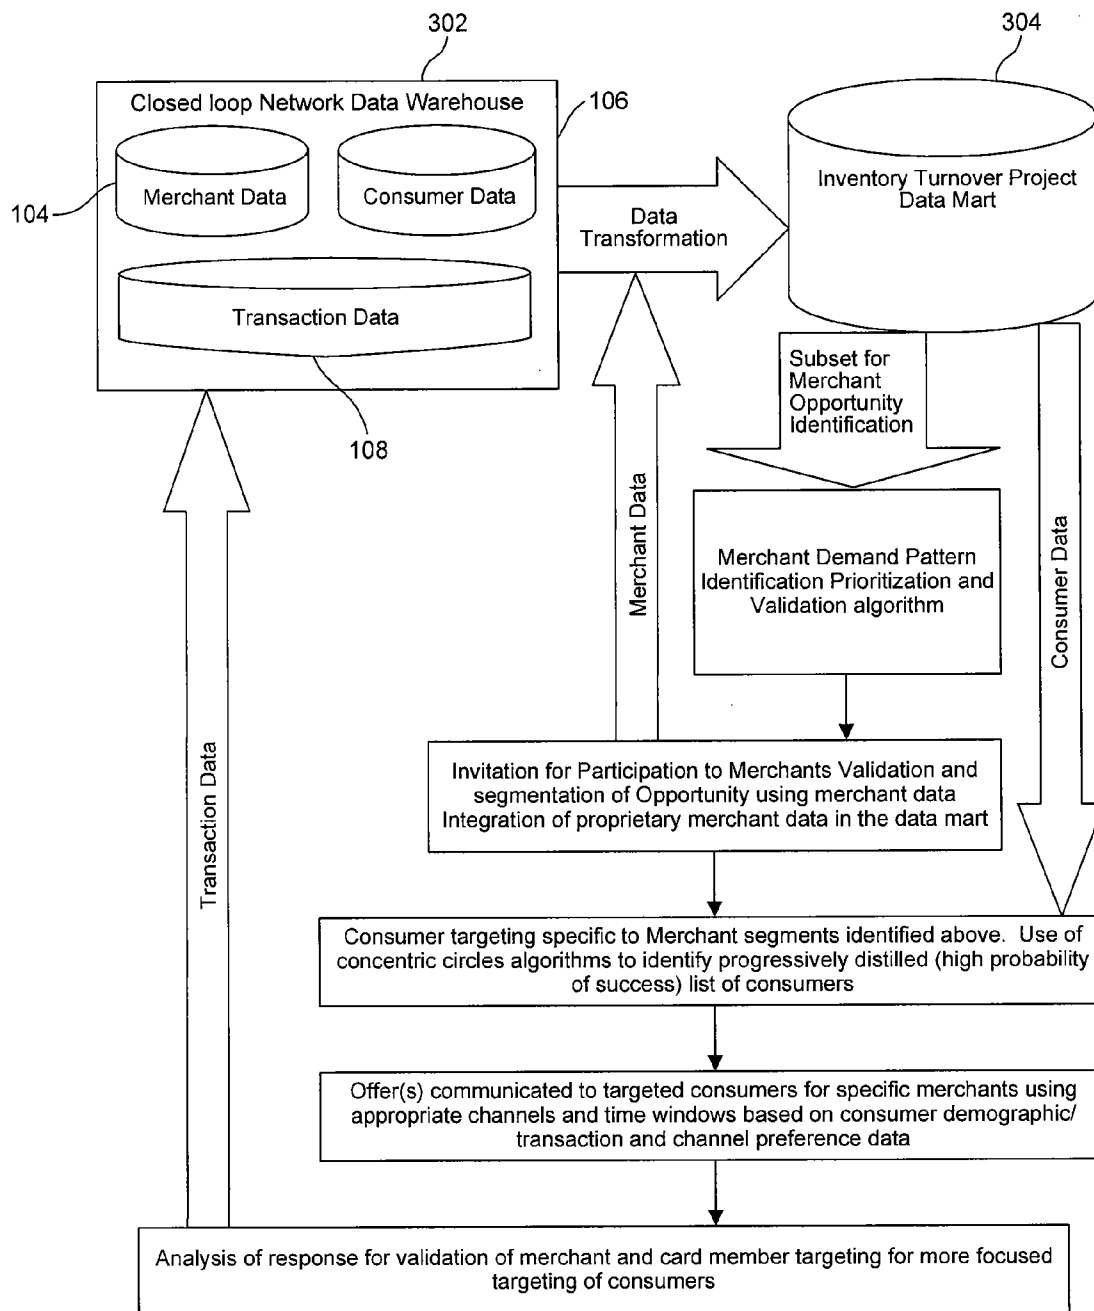 302
304
Closed loop Network Data Warehouse
106
104
Merchant Data
Consumer Data
Transaction Data
108
Data
Transformation
Inventory Turnover Project
Data Mart
Subset for
Merchant
Opportunity
Identification
Merchant Data
Consumer Data
Transaction Data
Merchant Demand Pattern
Identification Prioritization and
Validation algorithm
Invitation for Participation to Merchants Validation and
segmentation of Opportunity using merchant data
Integration of proprietary merchant data in the data mart
Consumer targeting specific to Merchant segments identified above. Use of
concentric circles algorithms to identify progressively distilled (high probability
of success) list of consumers
Offer(s) communicated to targeted consumers for specific merchants using
appropriate channels and time windows based on consumer demographic/
transaction and channel preference data
Analysis of response for validation of merchant and card member targeting for more focused
targeting of consumers